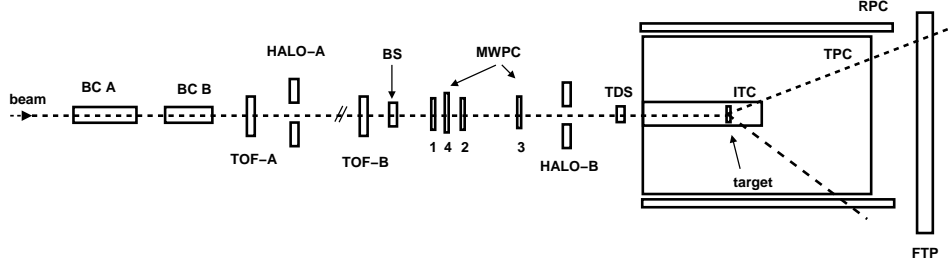 RPC
HALO−A
BS
MWPC
TPC
beam
BC A
BC B
TDS
ITC
1
4
2
3
TOF−A
TOF−B
HALO−B
target
FTP